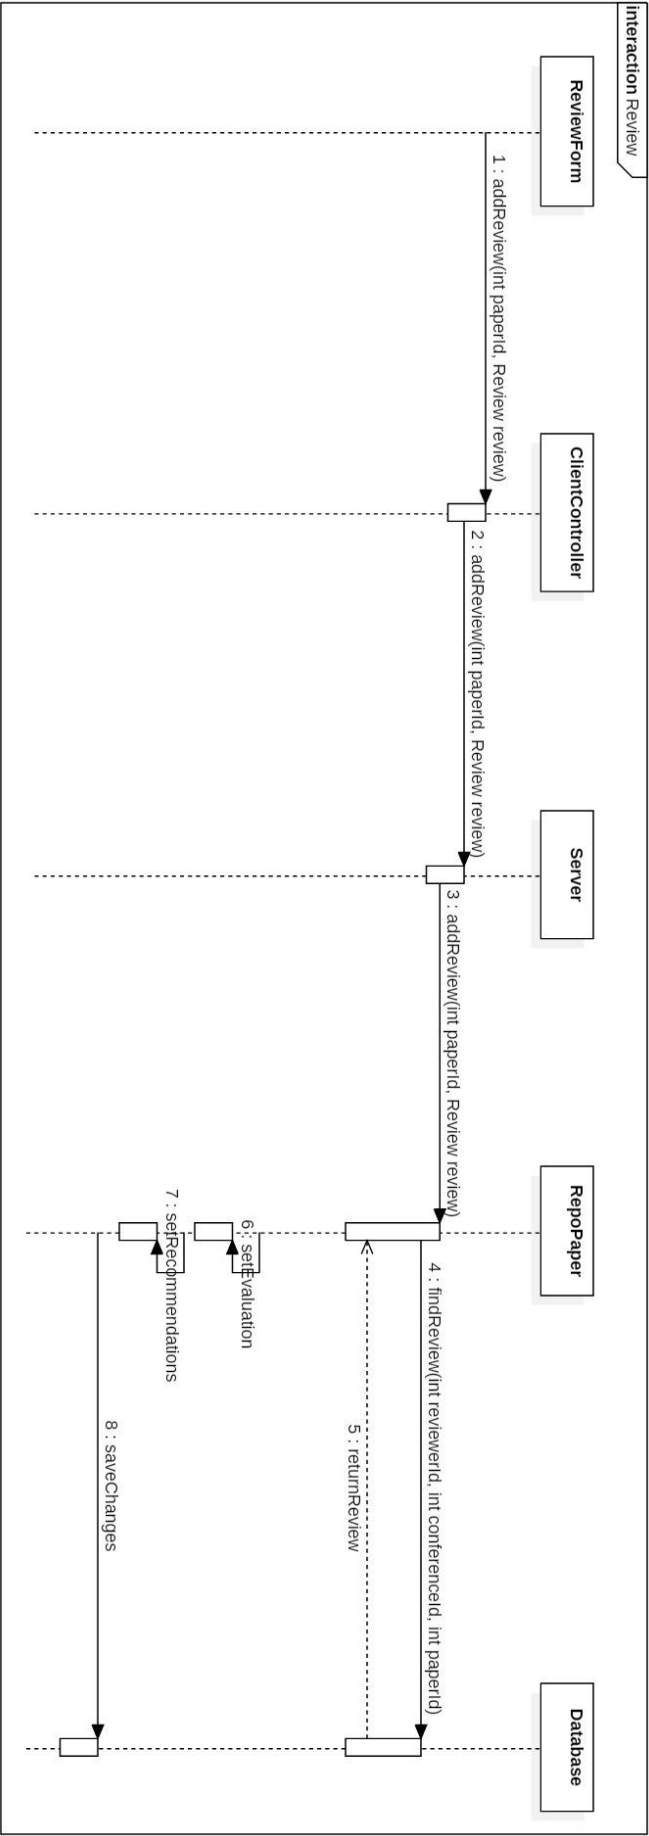 interaction Review
ReviewForm
ClientController
Server
RepoPaper
Database
1 : addReview(int paperId, Review review)
2 : addReview(int paperId, Review review)
3 : addReview(int paperId, Review review)
4 : findReview(int reviewerId, int conferenceId, int paperId)
5 : returnReview
6 : setEvaluation
7 : setRecommendations
8 : saveChanges